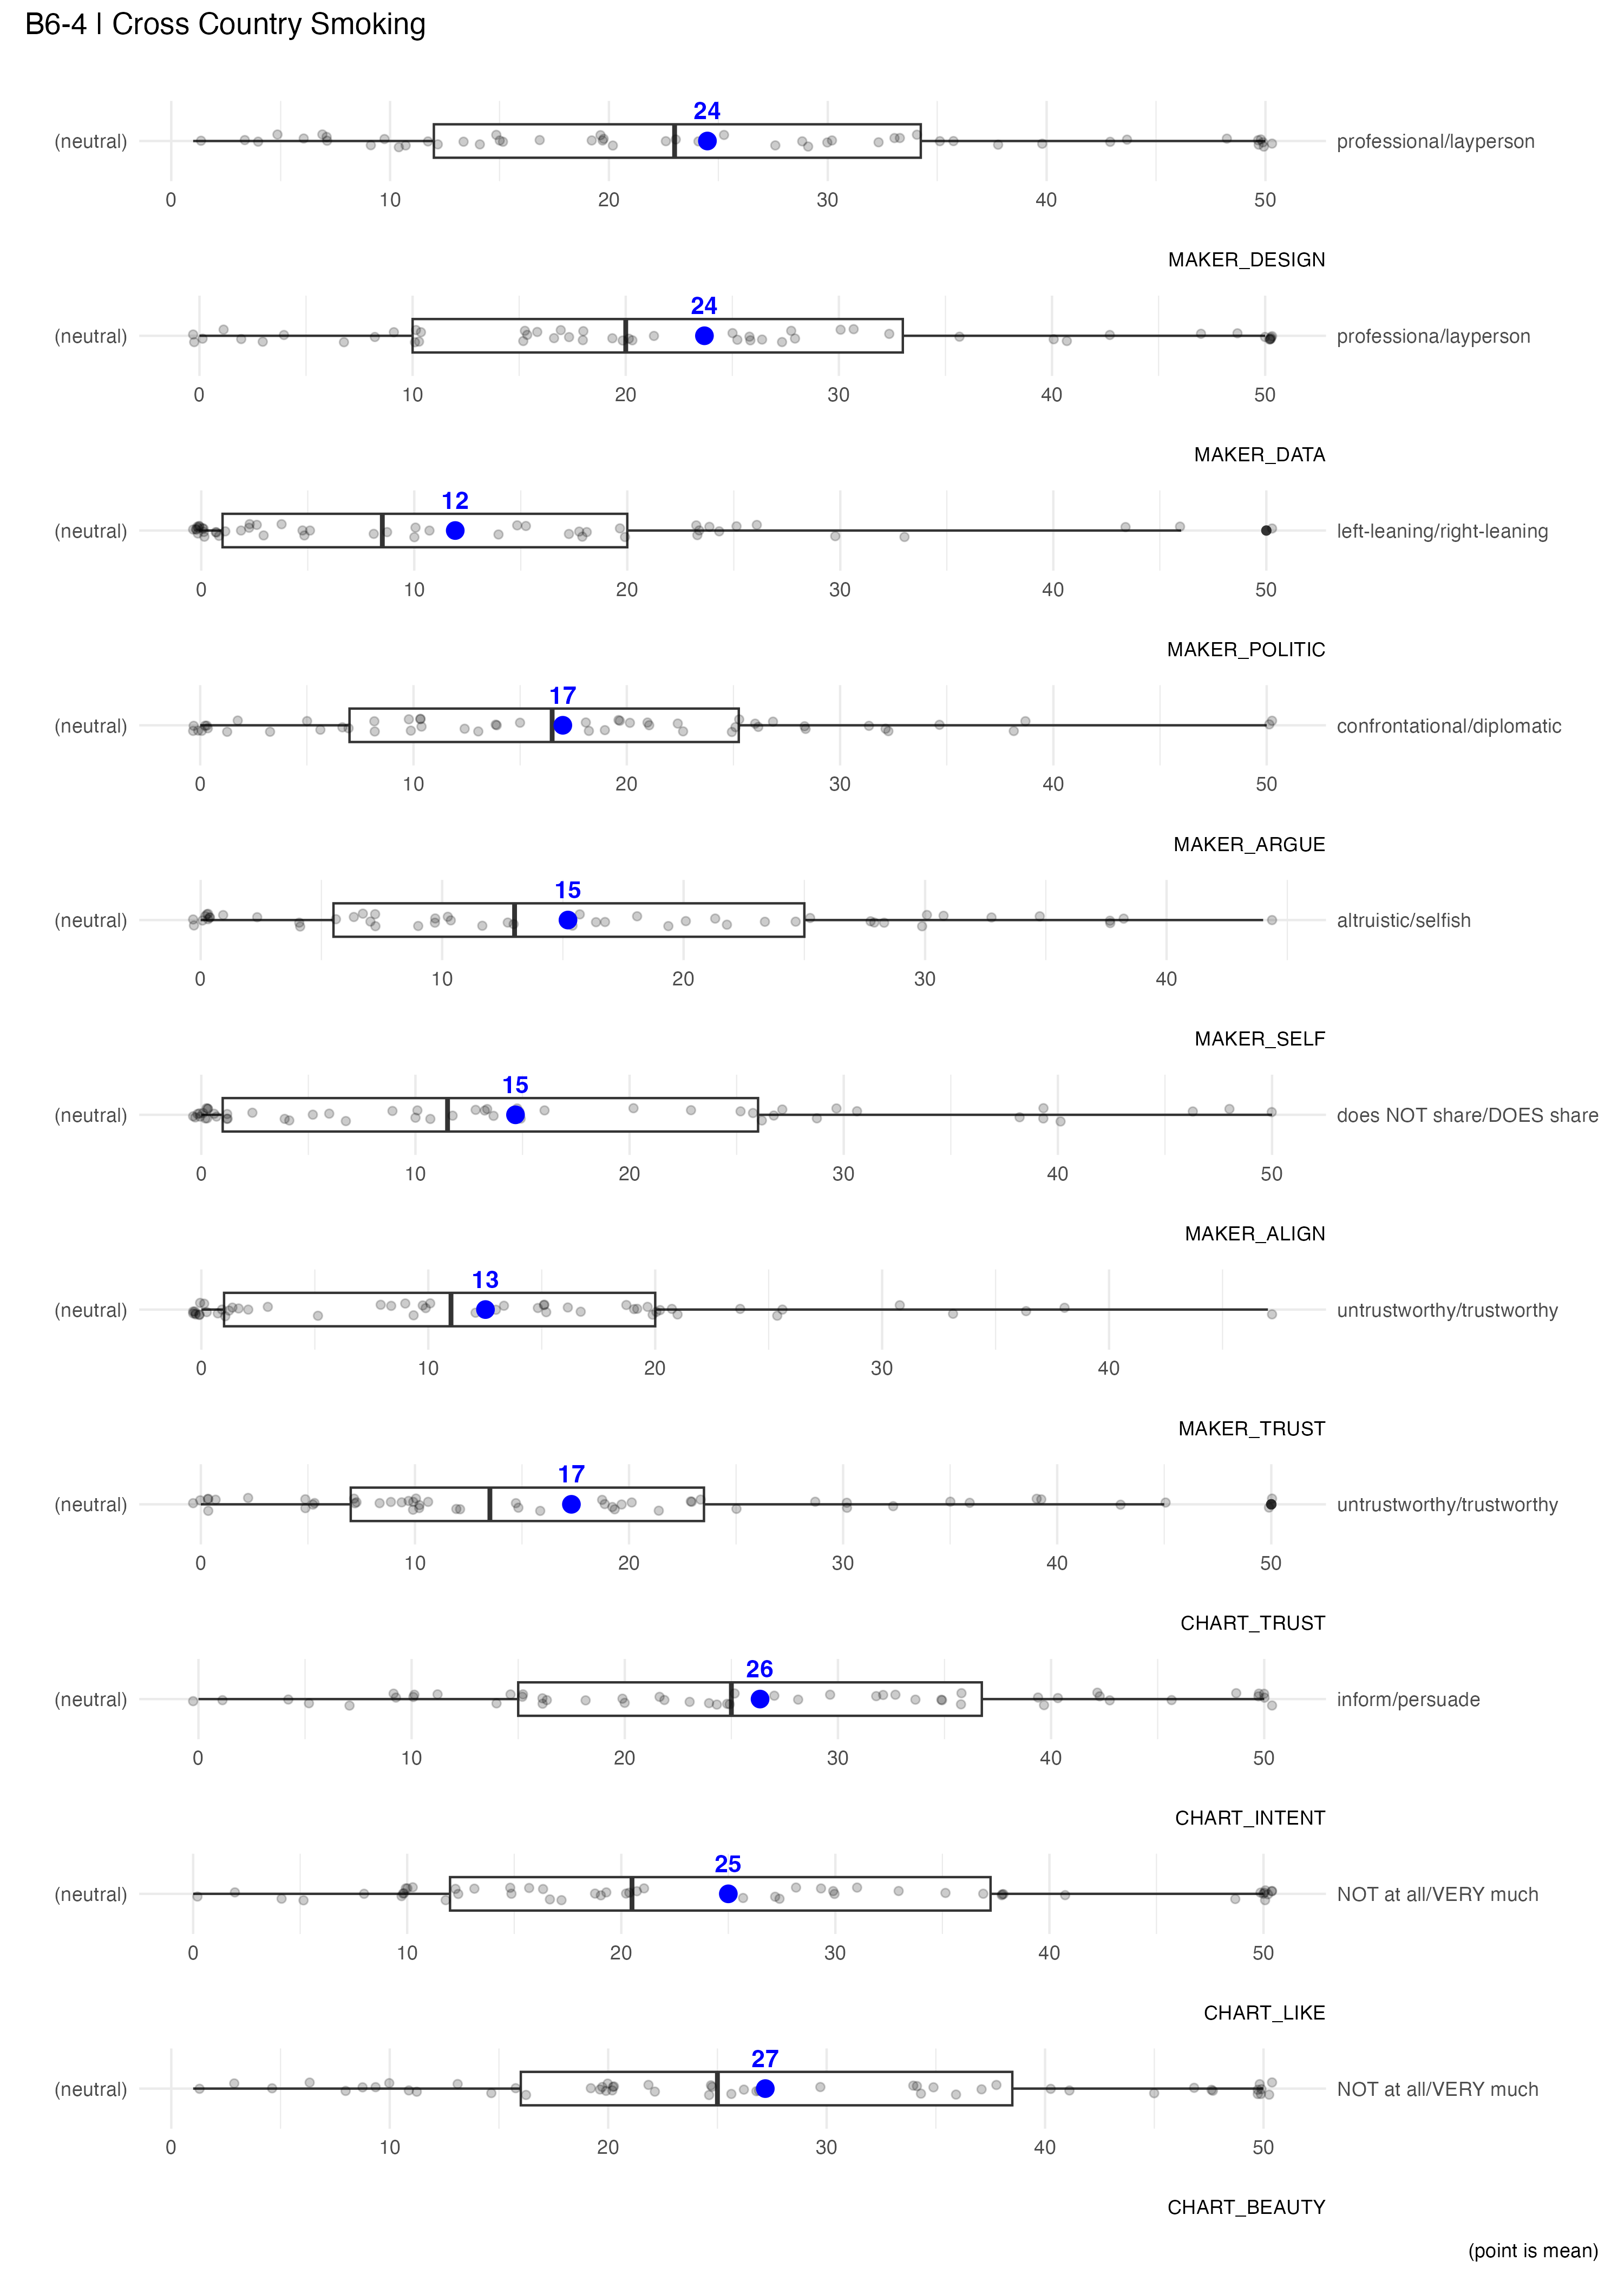 B6-4 | Cross Country Smoking
24
(neutral) professional/layperson
0 10 20 30 40 50
MAKER_DESIGN
24
(neutral) professiona/layperson
0 10 20 30 40 50
MAKER_DATA
12
(neutral) left-leaning/right-leaning
0 10 20 30 40 50
MAKER_POLITIC
17
(neutral) confrontational/diplomatic
0 10 20 30 40 50
MAKER_ARGUE
15
(neutral) altruistic/selfish
0 10 20 30 40
MAKER_SELF
15
(neutral) does NOT share/DOES share
0 10 20 30 40 50
MAKER_ALIGN
13
(neutral) untrustworthy/trustworthy
0 10 20 30 40
MAKER_TRUST
17
(neutral) untrustworthy/trustworthy
0 10 20 30 40 50
CHART_TRUST
26
(neutral) inform/persuade
0 10 20 30 40 50
CHART_INTENT
25
(neutral) NOT at all/VERY much
0 10 20 30 40 50
CHART_LIKE
27
(neutral) NOT at all/VERY much
0 10 20 30 40 50
CHART_BEAUTY
(point is mean)